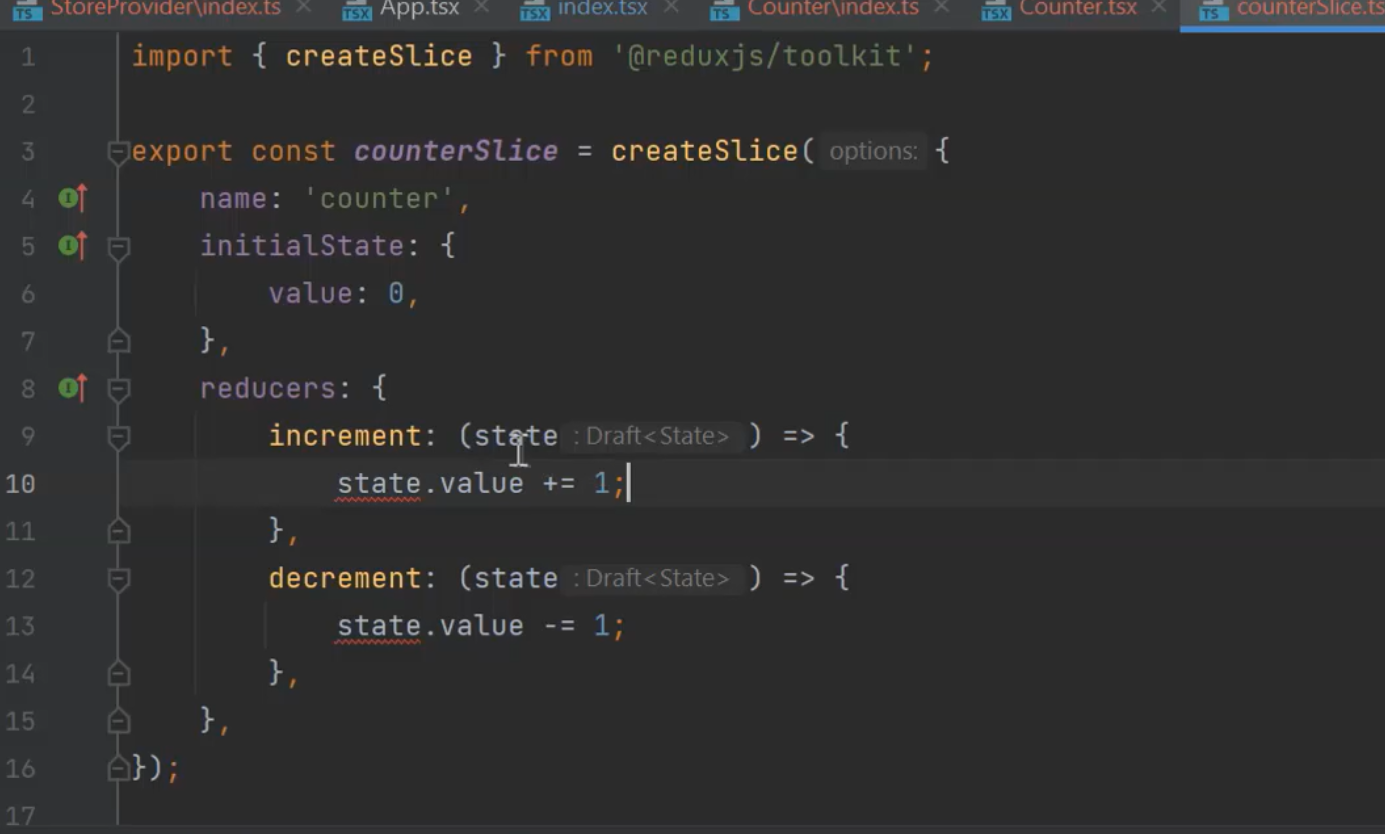 TS StoreProvider\index.ts TSX App.tsx TSX index.tsx TS Counter\index.ts TSX Counter.tsx TS counterSlice.ts
1 import { createSlice } from '@reduxjs/toolkit';
2
3 export const counterSlice = createSlice( options: {
4 name: 'counter',
5 initialState: {
6 value: 0,
7 },
8 reducers: {
9 increment: (state : Draft<State> ) => {
10 state.value += 1;
11 },
12 decrement: (state : Draft<State> ) => {
13 state.value -= 1;
14 },
15 },
16 });
17